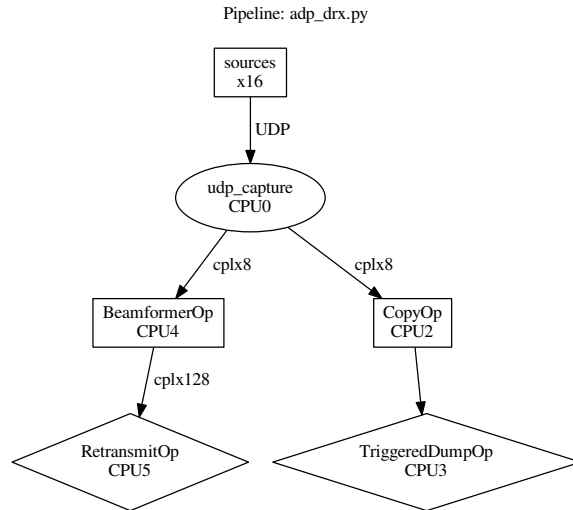 Pipeline: adp_drx.py
sources
x16
UDP
udp_capture
CPU0
cplx8
cplx8
BeamformerOp
CPU4
CopyOp
CPU2
cplx128
RetransmitOp
CPU5
TriggeredDumpOp
CPU3